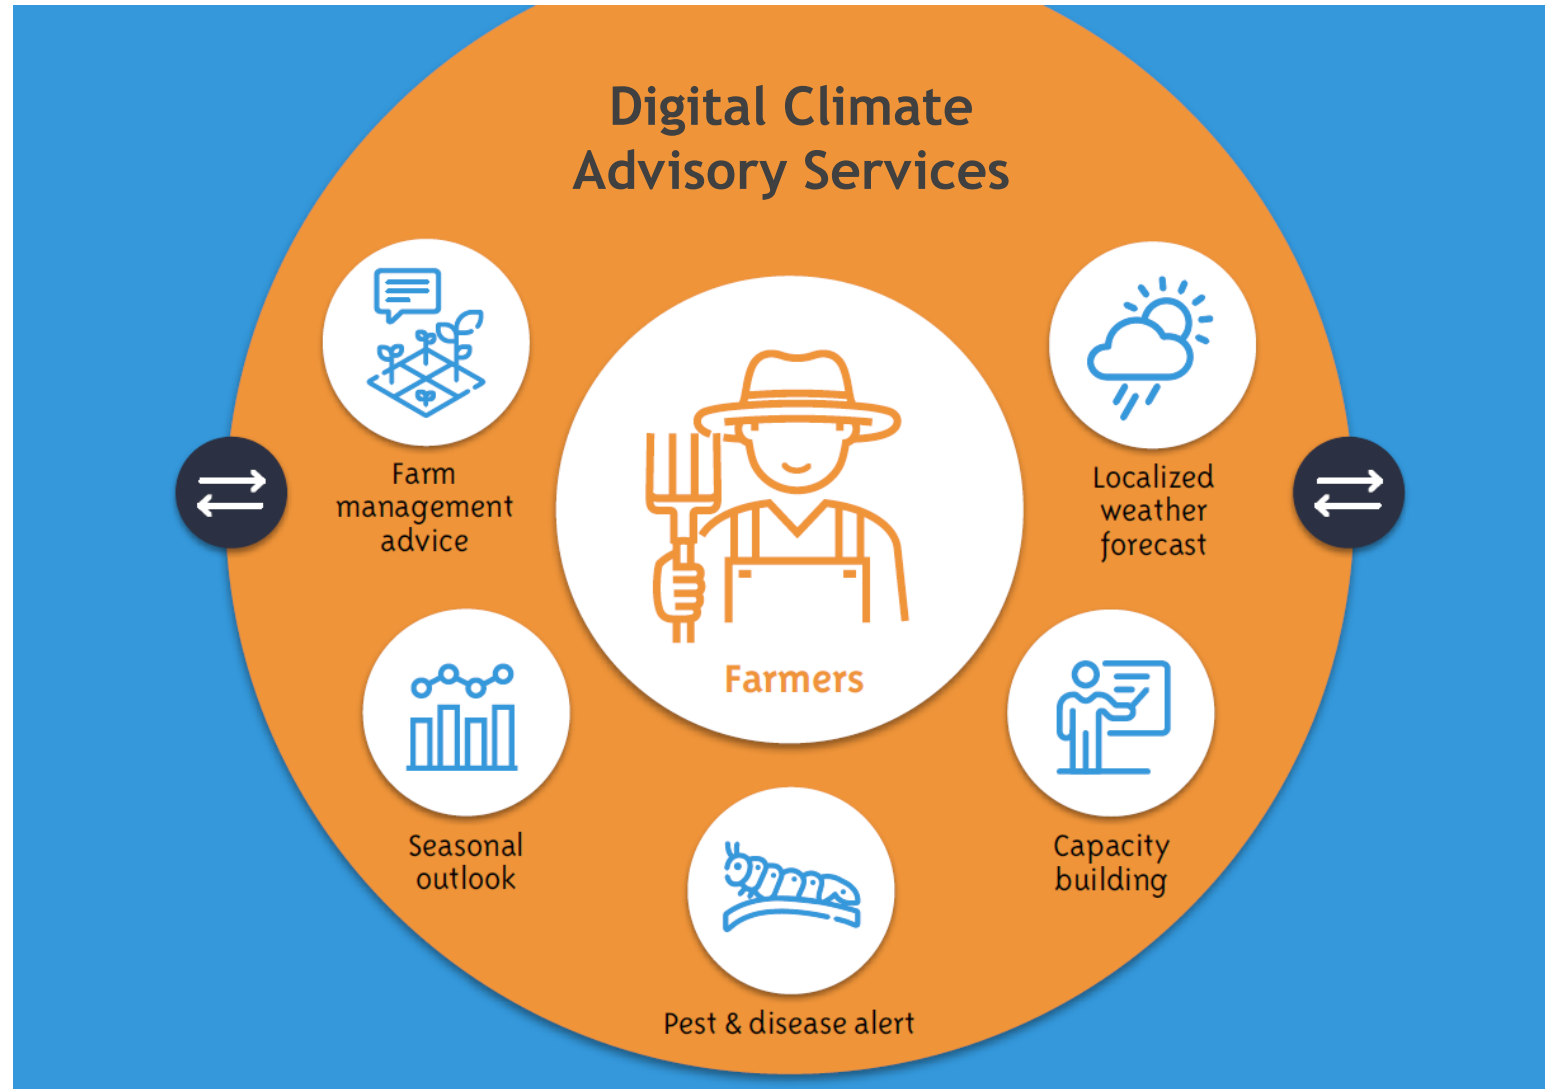 Digital Climate
Advisory Services
Farm
management
advice
Localized
weather
forecast
Farmers
Seasonal
outlook
Capacity
building
Pest & disease alert